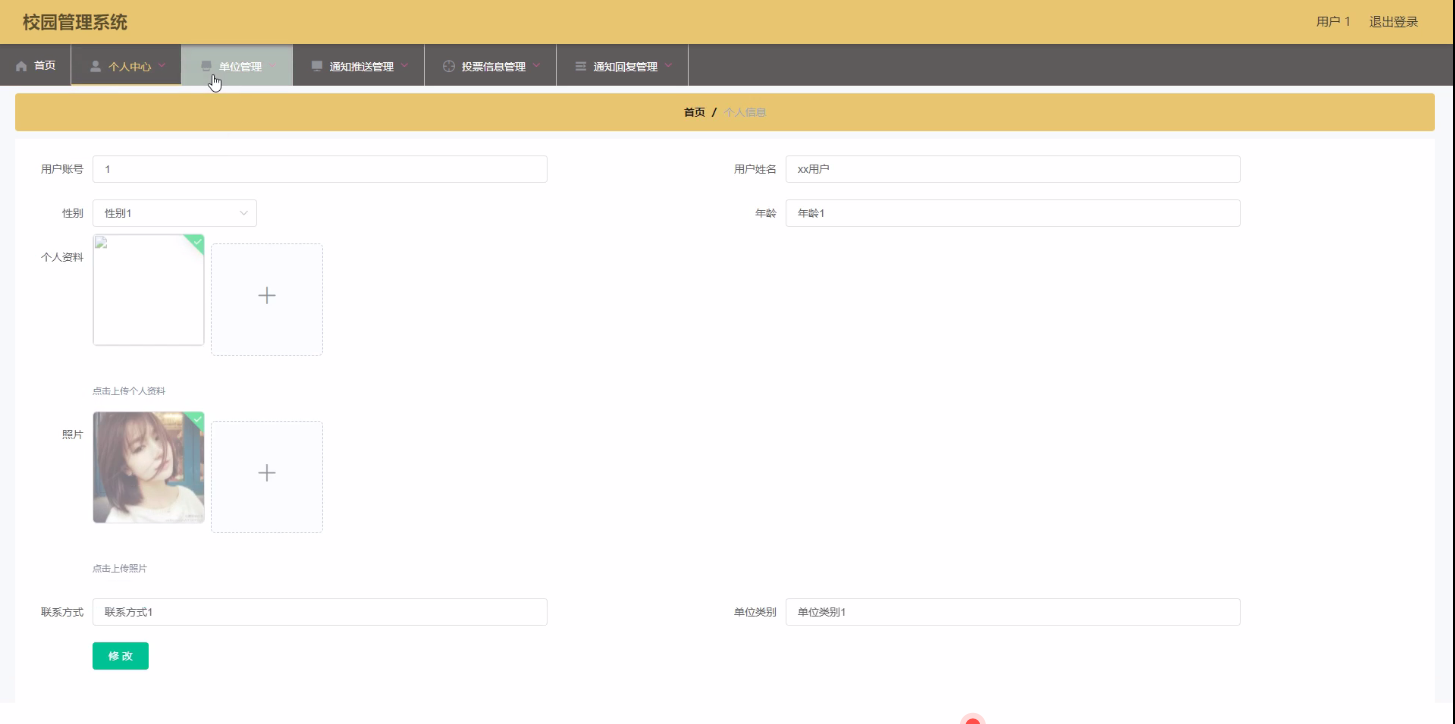 校园管理系统
用户 1 退出登录
首页 个人中心 单位管理 通知推送管理 投票信息管理 通知回复管理
首页 / 个人信息
用户账号 1 用户姓名 xx用户
性别 性别1 年龄 年龄1
个人资料
点击上传个人资料
照片
点击上传照片
联系方式 联系方式1 单位类别 单位类别1
修改